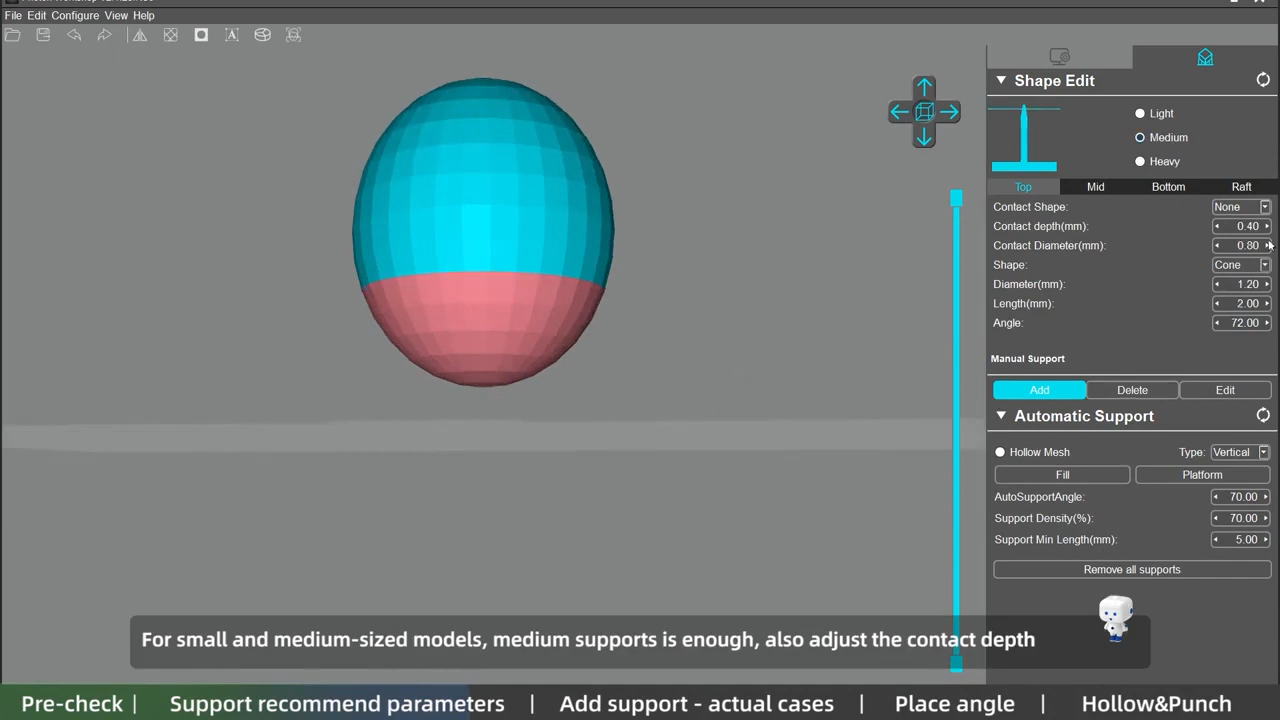 File Edit Configure View Help
Shape Edit
Light
Medium
Heavy
Top Mid Bottom Raft
Contact Shape: None
Contact depth(mm): 0.40
Contact Diameter(mm): 0.80
Shape: Cone
Diameter(mm): 1.20
Length(mm): 2.00
Angle: 72.00
Manual Support
Add Delete Edit
Automatic Support
Hollow Mesh Type: Vertical
Fill Platform
AutoSupportAngle: 70.00
Support Density(%): 70.00
Support Min Length(mm): 5.00
Remove all supports
For small and medium-sized models, medium supports is enough, also adjust the contact depth
Pre-check | Support recommend parameters | Add support - actual cases | Place angle | Hollow&Punch